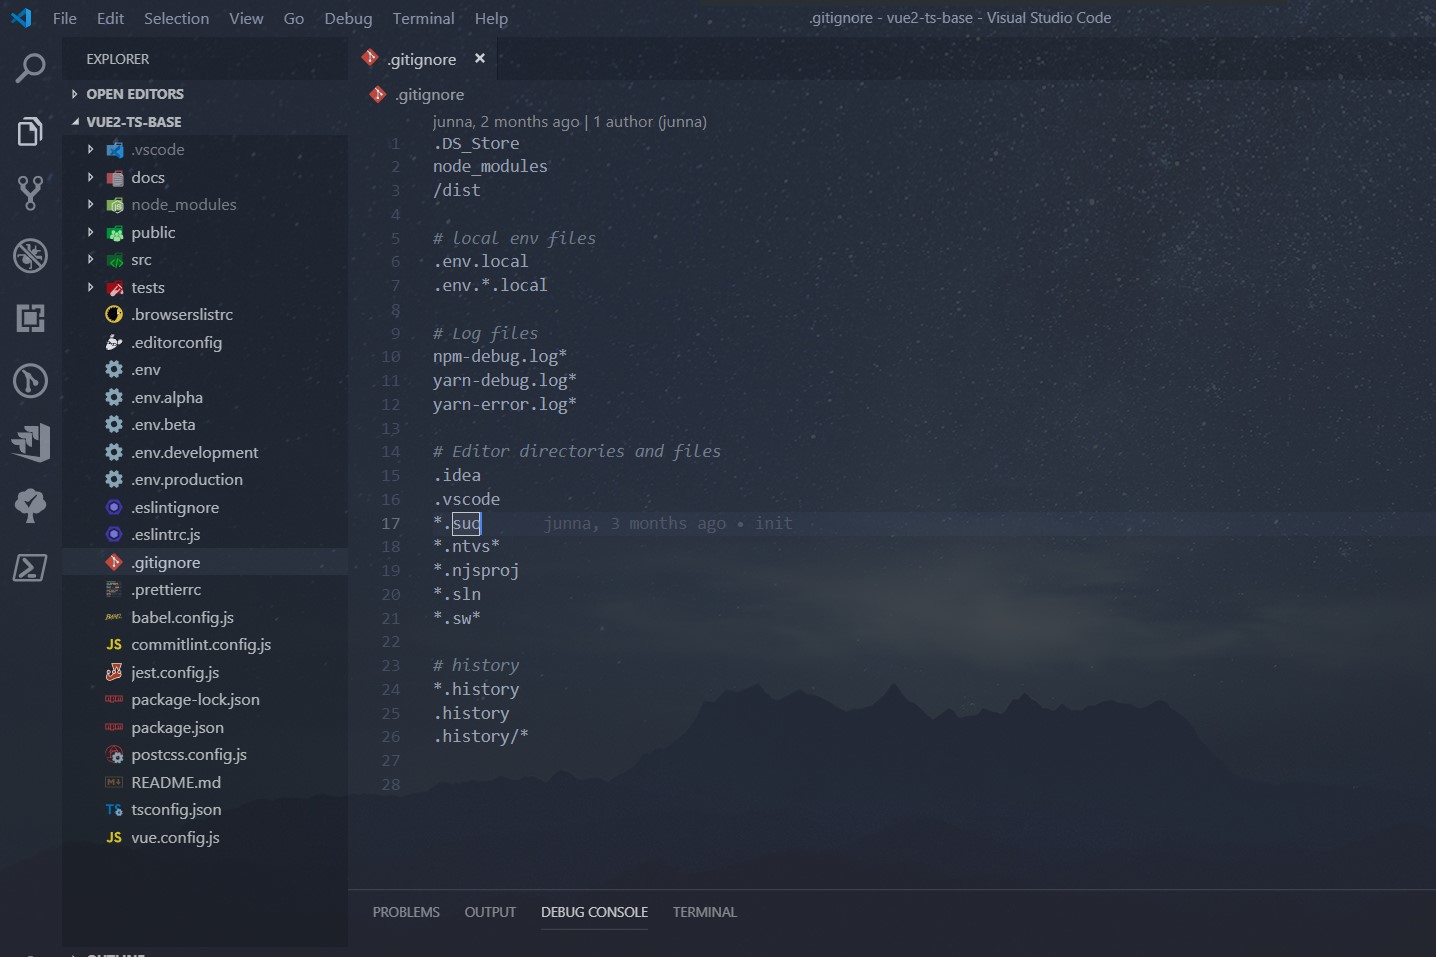 File Edit Selection View Go Debug Terminal Help
.gitignore - vue2-ts-base - Visual Studio Code
EXPLORER
OPEN EDITORS
VUE2-TS-BASE
.vscode
docs
node_modules
public
src
tests
.browserslistrc
.editorconfig
.env
.env.alpha
.env.beta
.env.development
.env.production
.eslintignore
.eslintrc.js
.gitignore
.prettierrc
babel.config.js
JS commitlint.config.js
jest.config.js
package-lock.json
package.json
postcss.config.js
README.md
TS tsconfig.json
JS vue.config.js
OUTLINE
.gitignore
.gitignore
junna, 2 months ago | 1 author (junna)
1 .DS_Store
2 node_modules
3 /dist
4
5 # local env files
6 .env.local
7 .env.*.local
8
9 # Log files
10 npm-debug.log*
11 yarn-debug.log*
12 yarn-error.log*
13
14 # Editor directories and files
15 .idea
16 .vscode
17 *.suo junna, 3 months ago • init
18 *.ntvs*
19 *.njsproj
20 *.sln
21 *.sw*
22
23 # history
24 *.history
25 .history
26 .history/*
27
28
PROBLEMS OUTPUT DEBUG CONSOLE TERMINAL